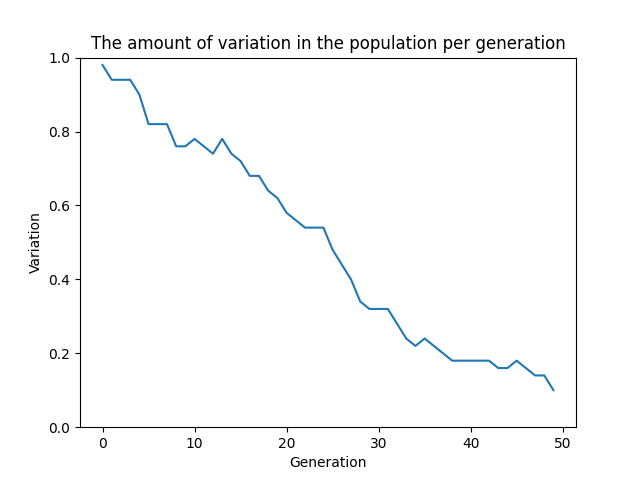 The amount of variation in the population per generation
1.0
0.8
0.6
0.4
0.2
0.0
Variation
0 10 20 30 40 50
Generation